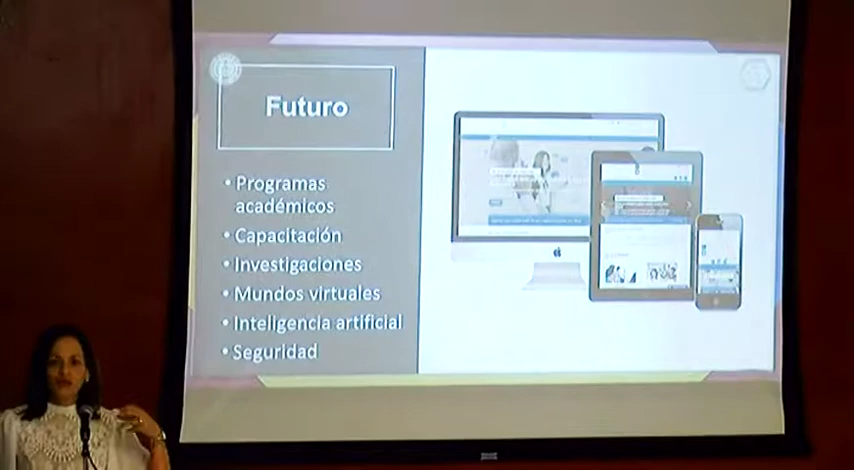 Futuro
• Programas
académicos
• Capacitación
• Investigaciones
• Mundos virtuales
• Inteligencia artificial
• Seguridad